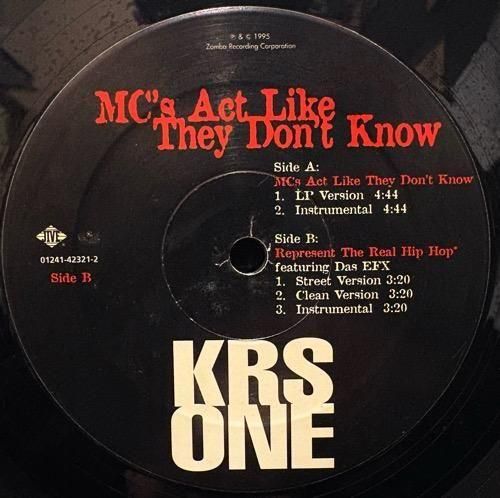 ℗ & © 1995
Zomba Recording Corporation
MC's Act Like
They Don't Know
Side A:
MC's Act Like They Don't Know
1. LP Version 4:44
2. Instrumental 4:44
Side B:
Represent The Real Hip Hop*
featuring Das EFX
1. Street Version 3:20
2. Clean Version 3:20
3. Instrumental 3:20
JIVE
01241-42321-2
Side B
KRS
ONE